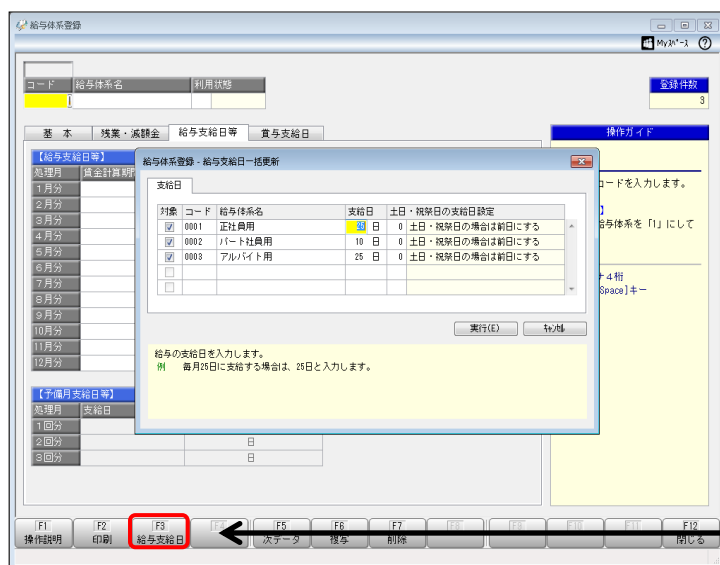 給与体系登録
Myｽﾍﾟｰｽ
コード 給与体系名 利用状態
登録件数
3
基 本 残業・減額金 給与支給日等 賞与支給日
操作ガイド
【給与支給日等】
処理月 賃金計算期
1月分
2月分
3月分
4月分
5月分
6月分
7月分
8月分
9月分
10月分
11月分
12月分
給与体系登録 - 給与支給日一括更新
支給日
対象 コード 給与体系名 支給日 土日・祝祭日の支給日設定
0001 正社員用 25 日 0 土日・祝祭日の場合は前日にする
0002 パート社員用 10 日 0 土日・祝祭日の場合は前日にする
0003 アルバイト用 25 日 0 土日・祝祭日の場合は前日にする
実行(E) ｷｬﾝｾﾙ
給与の支給日を入力します。
例 毎月25日に支給する場合は、25日と入力します。
コードを入力します。
】
給与体系を「1」にして
ナ４桁
Space]キー
【予備月支給日等】
処理月 支給日
1回分
2回分 日
3回分 日
F1 F2 F3 F4 F5 F6 F7 F8 F9 F10 F11 F12
操作説明 印刷 給与支給日 次データ 複写 削除 閉じる